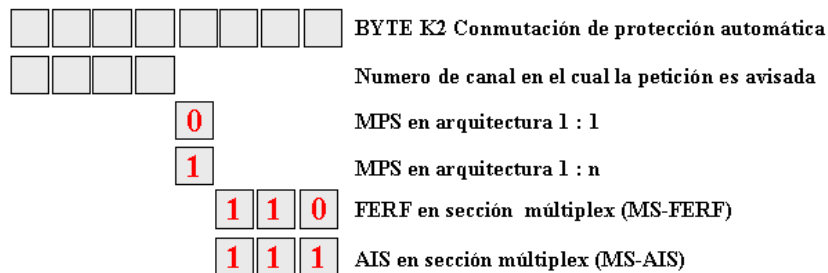 BYTE K2 Conmutación de protección automática
Numero de canal en el cual la petición es avisada
0 MPS en arquitectura 1 : 1
1 MPS en arquitectura 1 : n
1 1 0 FERF en sección múltiplex (MS-FERF)
1 1 1 AIS en sección múltiplex (MS-AIS)